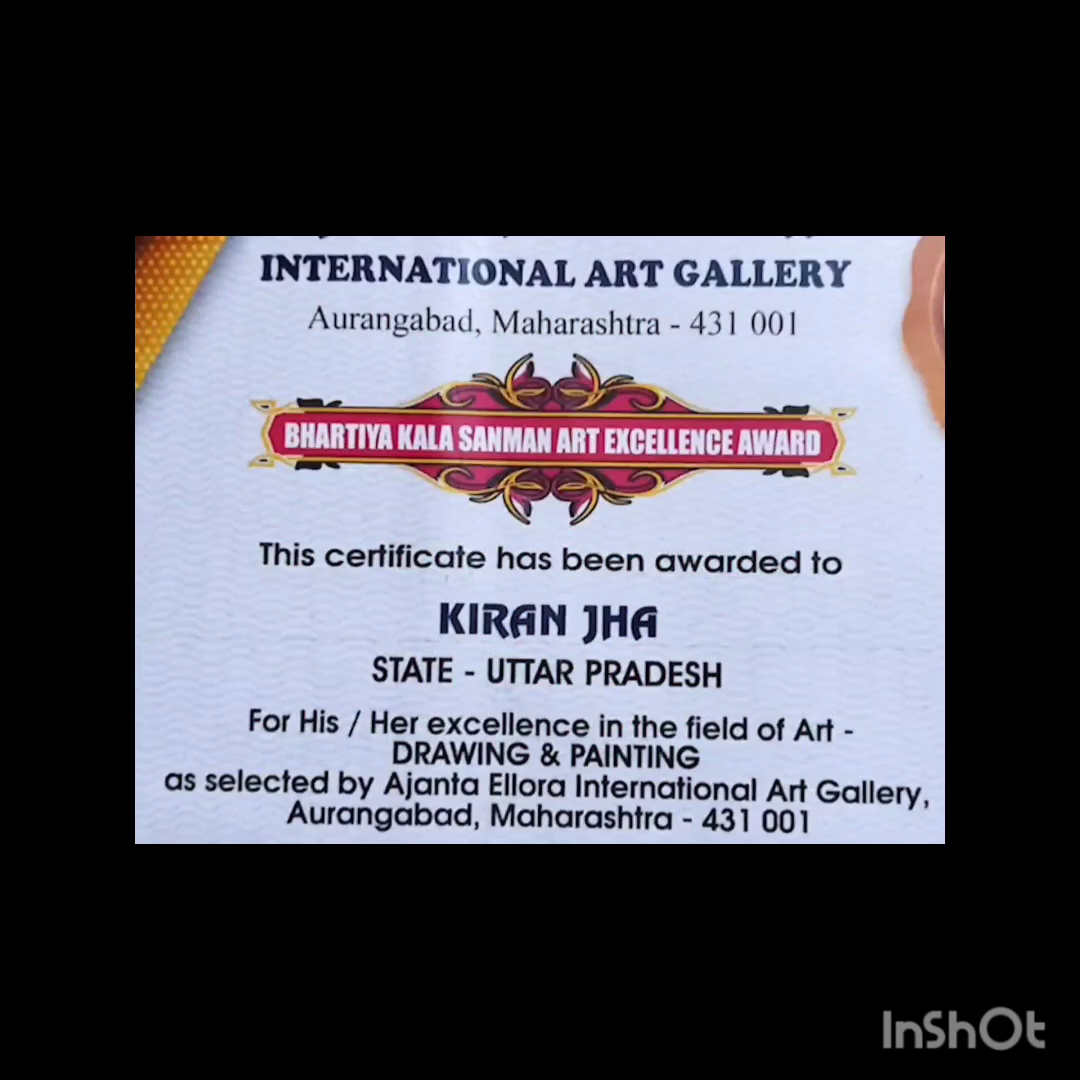 INTERNATIONAL ART GALLERY
Aurangabad, Maharashtra - 431 001
BHARTIYA KALA SANMAN ART EXCELLENCE AWARD
This certificate has been awarded to
KIRAN JHA
STATE - UTTAR PRADESH
For His / Her excellence in the field of Art -
DRAWING & PAINTING
as selected by Ajanta Ellora International Art Gallery,
Aurangabad, Maharashtra - 431 001
InShOt